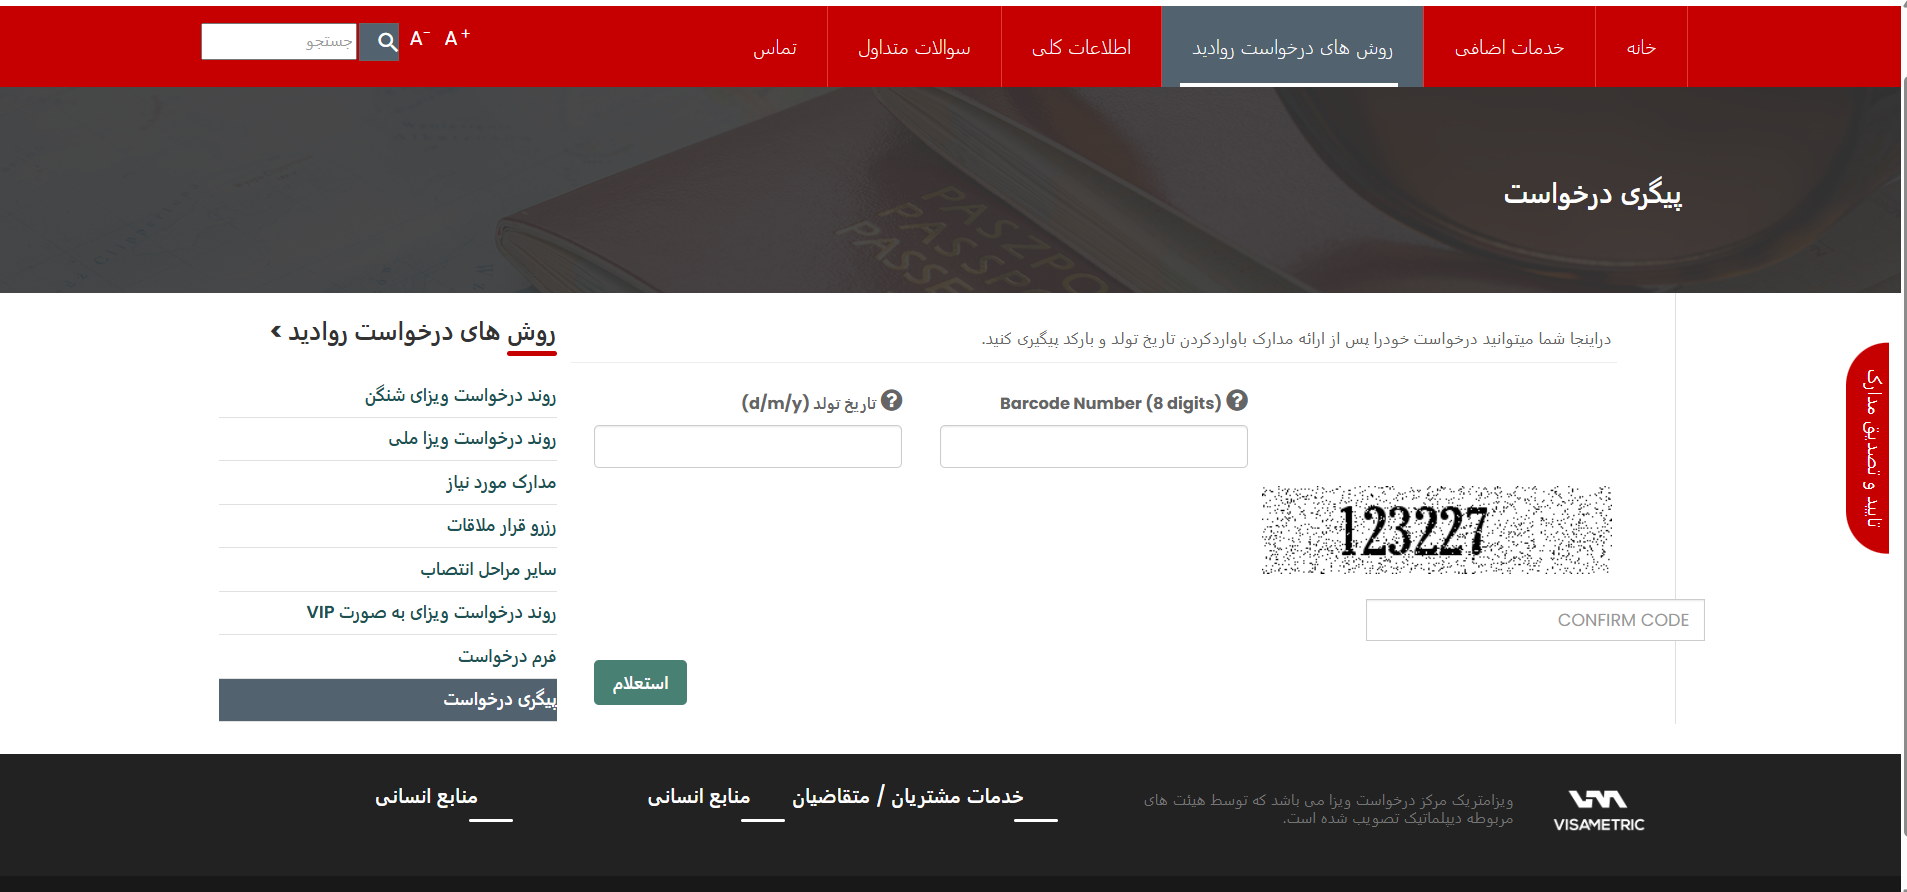 خانه
خدمات اضافی
روش های درخواست روادید
اطلاعات کلی
سوالات متداول
تماس
A⁺
A⁻
جستجو
PASZPO
PASSPO
PASSE
پیگری درخواست
دراینجا شما میتوانید درخواست خودرا پس از ارائه مدارک باواردکردن تاریخ تولد و بارکد پیگیری کنید.
Barcode Number (8 digits)
تاریخ تولد (d/m/y)
123227
CONFIRM CODE
استعلام
روش های درخواست روادید >
روند درخواست ویزای شنگن
روند درخواست ویزا ملی
مدارک مورد نیاز
رزرو قرار ملاقات
سایر مراحل انتصاب
روند درخواست ویزای به صورت VIP
فرم درخواست
پیگری درخواست
تایید و تصدیق مدارک
VISAMETRIC
ویزامتریک مرکز درخواست ویزا می باشد که توسط هیئت های
مربوطه دیپلماتیک تصویب شده است.
خدمات مشتریان / متقاضیان
منابع انسانی
منابع انسانی